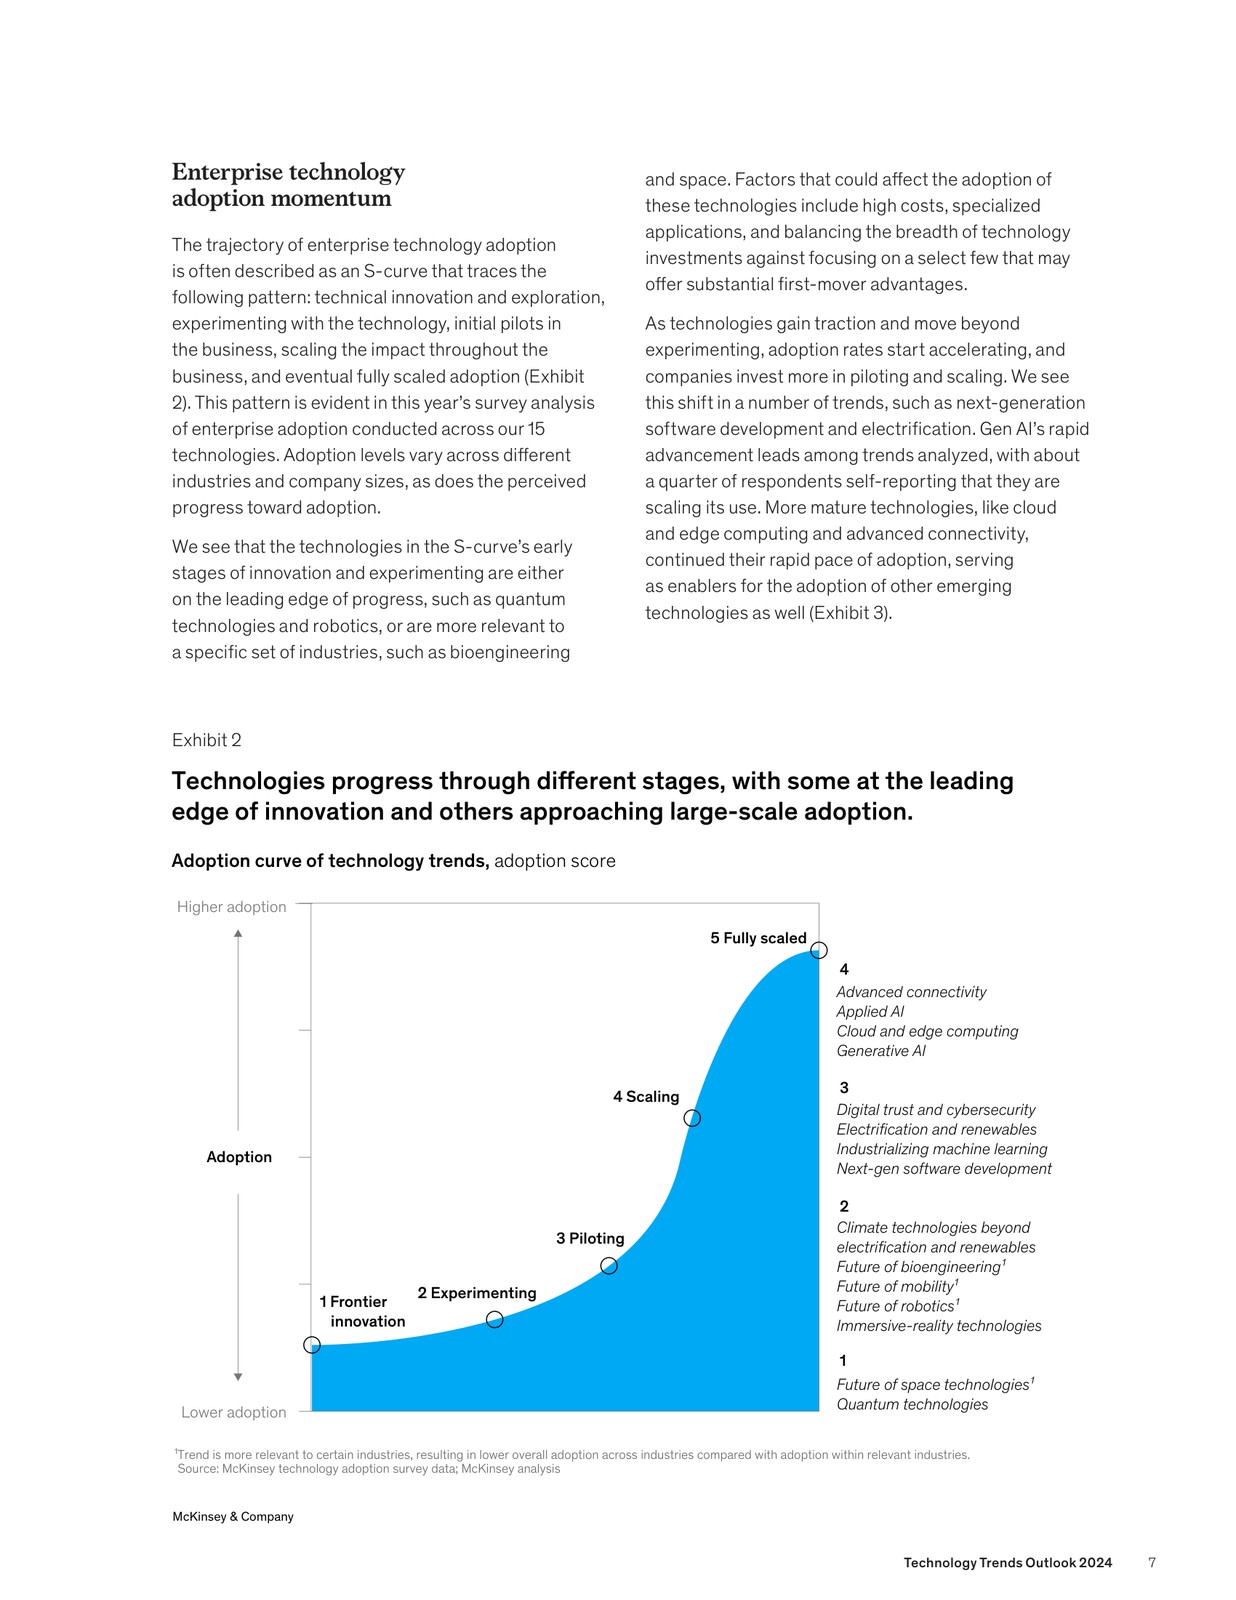 Enterprise technology
adoption momentum
The trajectory of enterprise technology adoption
is often described as an S-curve that traces the
following pattern: technical innovation and exploration,
experimenting with the technology, initial pilots in
the business, scaling the impact throughout the
business, and eventual fully scaled adoption (Exhibit
2). This pattern is evident in this year’s survey analysis
of enterprise adoption conducted across our 15
technologies. Adoption levels vary across different
industries and company sizes, as does the perceived
progress toward adoption.
We see that the technologies in the S-curve’s early
stages of innovation and experimenting are either
on the leading edge of progress, such as quantum
technologies and robotics, or are more relevant to
a specific set of industries, such as bioengineering
and space. Factors that could affect the adoption of
these technologies include high costs, specialized
applications, and balancing the breadth of technology
investments against focusing on a select few that may
offer substantial first-mover advantages.
As technologies gain traction and move beyond
experimenting, adoption rates start accelerating, and
companies invest more in piloting and scaling. We see
this shift in a number of trends, such as next-generation
software development and electrification. Gen AI’s rapid
advancement leads among trends analyzed, with about
a quarter of respondents self-reporting that they are
scaling its use. More mature technologies, like cloud
and edge computing and advanced connectivity,
continued their rapid pace of adoption, serving
as enablers for the adoption of other emerging
technologies as well (Exhibit 3).
Exhibit 2
Technologies progress through different stages, with some at the leading
edge of innovation and others approaching large-scale adoption.
Adoption curve of technology trends, adoption score
Higher adoption
Adoption
Lower adoption
1 Frontier
innovation
2 Experimenting
3 Piloting
4 Scaling
5 Fully scaled
4
Advanced connectivity
Applied AI
Cloud and edge computing
Generative AI
3
Digital trust and cybersecurity
Electrification and renewables
Industrializing machine learning
Next-gen software development
2
Climate technologies beyond
electrification and renewables
Future of bioengineering¹
Future of mobility¹
Future of robotics¹
Immersive-reality technologies
1
Future of space technologies¹
Quantum technologies
¹Trend is more relevant to certain industries, resulting in lower overall adoption across industries compared with adoption within relevant industries.
Source: McKinsey technology adoption survey data; McKinsey analysis
McKinsey & Company
Technology Trends Outlook 2024 7